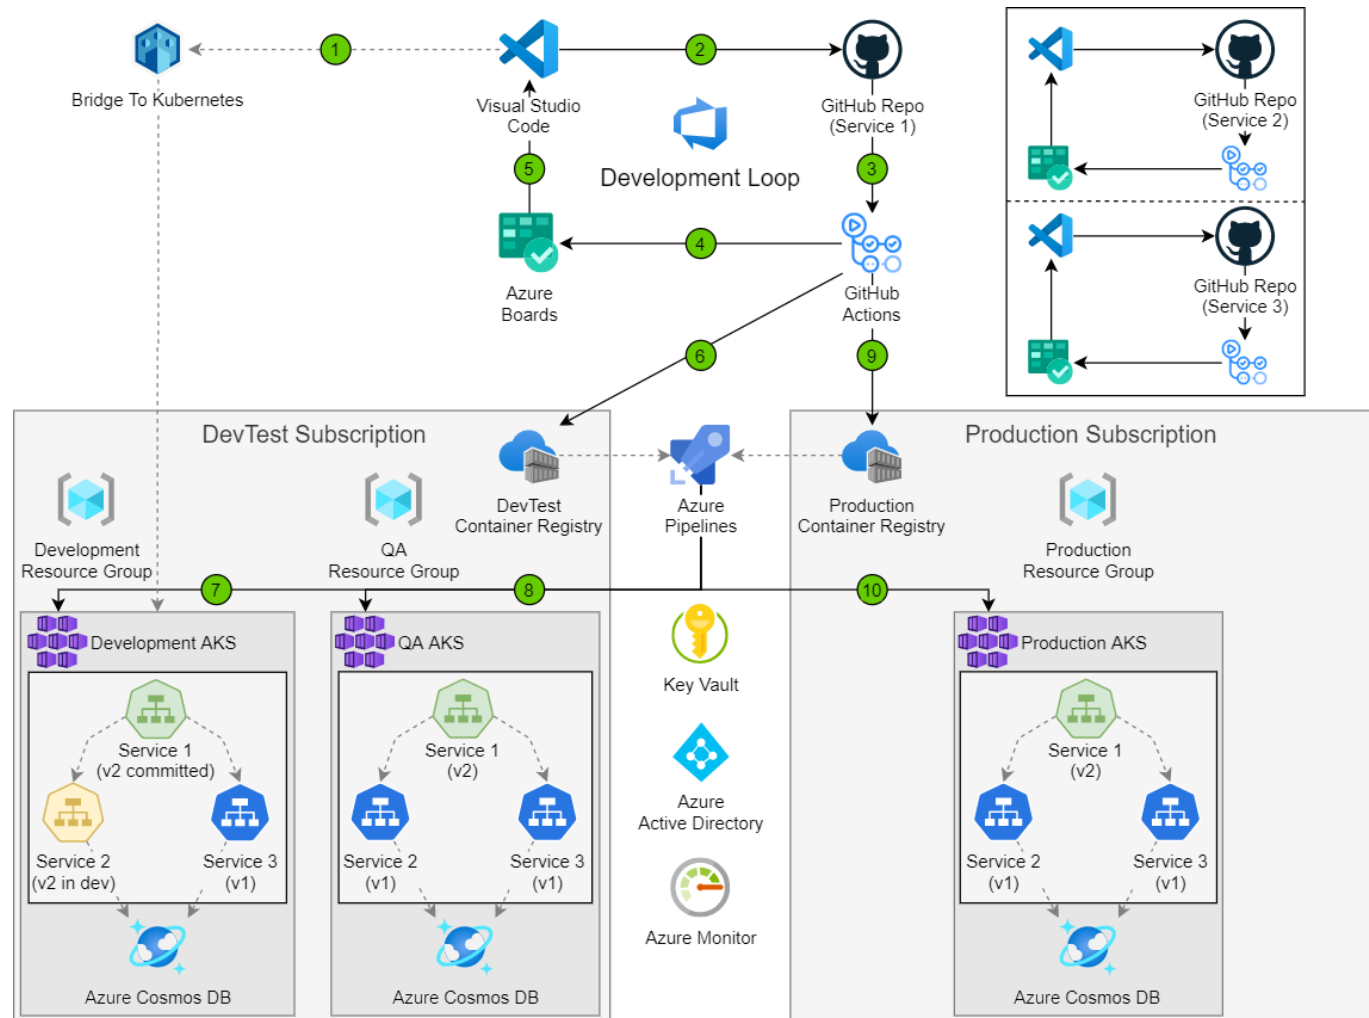 1
2
Bridge To Kubernetes
Visual Studio
Code
GitHub Repo
(Service 1)
5
Development Loop
3
4
Azure
Boards
GitHub
Actions
6
9
GitHub Repo
(Service 2)
GitHub Repo
(Service 3)
DevTest Subscription
Production Subscription
DevTest
Container Registry
Azure
Pipelines
Production
Container Registry
Development
Resource Group
QA
Resource Group
Production
Resource Group
7
8
10
Development AKS
QA AKS
Production AKS
Key Vault
Azure
Active Directory
Azure Monitor
Service 1
(v2 committed)
Service 2
(v2 in dev)
Service 3
(v1)
Azure Cosmos DB
Service 1
(v2)
Service 2
(v1)
Service 3
(v1)
Azure Cosmos DB
Service 1
(v2)
Service 2
(v1)
Service 3
(v1)
Azure Cosmos DB